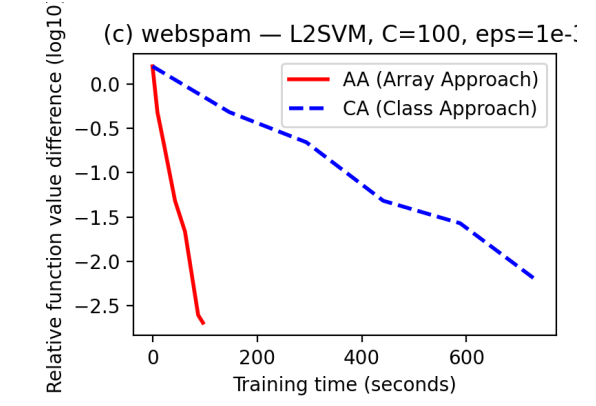 (c) webspam — L2SVM, C=100, eps=1e-
Relative function value difference (log10)
AA (Array Approach)
CA (Class Approach)
0.0
−0.5
−1.0
−1.5
−2.0
−2.5
0 200 400 600
Training time (seconds)